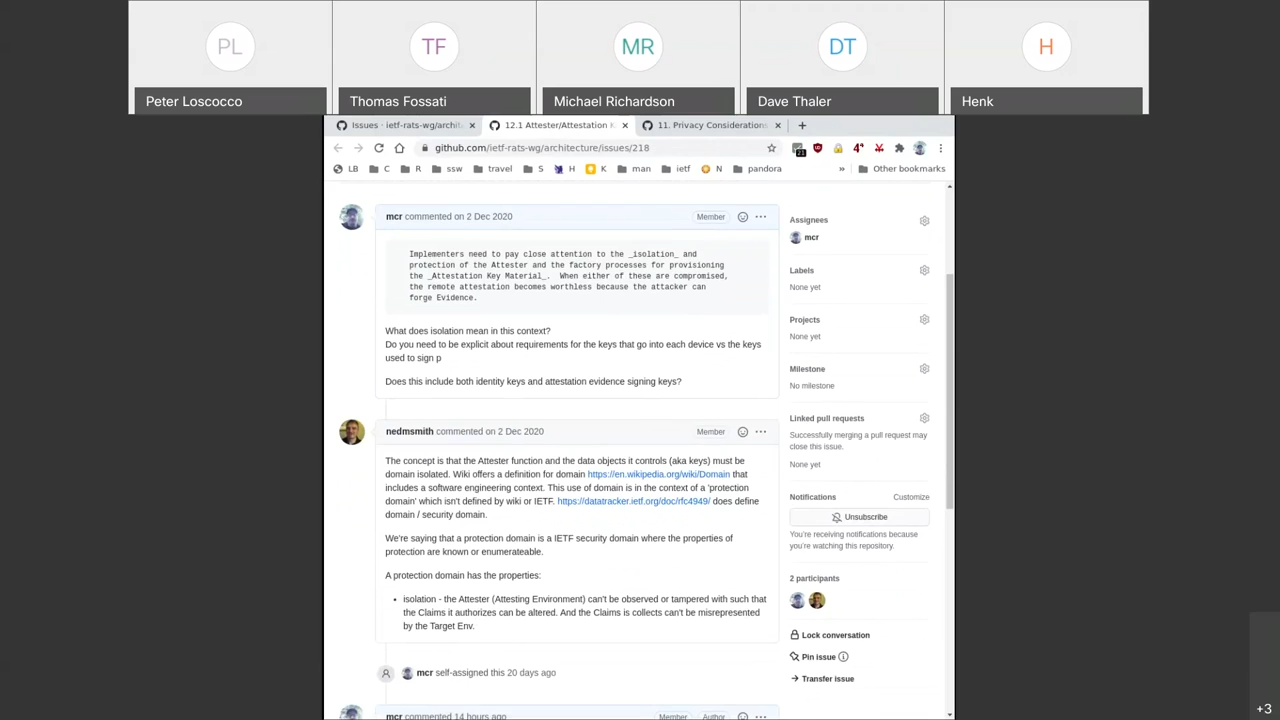 PL
TF
MR
DT
H
Peter Loscocco
Thomas Fossati
Michael Richardson
Dave Thaler
Henk
Issues · ietf-rats-wg/archite
12.1 Attester/Attestation K
11. Privacy Considerations
github.com/ietf-rats-wg/architecture/issues/218
21
LB
C
R
ssw
travel
S
H
K
man
ietf
N
pandora
»
Other bookmarks
mcr commented on 2 Dec 2020
Member
Implementers need to pay close attention to the _isolation_ and
protection of the Attester and the factory processes for provisioning
the _Attestation Key Material_. When either of these are compromised,
the remote attestation becomes worthless because the attacker can
forge Evidence.
What does isolation mean in this context?
Do you need to be explicit about requirements for the keys that go into each device vs the keys
used to sign p
Does this include both identity keys and attestation evidence signing keys?
nedmsmith commented on 2 Dec 2020
Member
The concept is that the Attester function and the data objects it controls (aka keys) must be
domain isolated. Wiki offers a definition for domain https://en.wikipedia.org/wiki/Domain that
includes a software engineering context. This use of domain is in the context of a 'protection
domain' which isn't defined by wiki or IETF. https://datatracker.ietf.org/doc/rfc4949/ does define
domain / security domain.
We're saying that a protection domain is a IETF security domain where the properties of
protection are known or enumerateable.
A protection domain has the properties:
• isolation - the Attester (Attesting Environment) can't be observed or tampered with such that
the Claims it authorizes can be altered. And the Claims is collects can't be misrepresented
by the Target Env.
mcr self-assigned this 20 days ago
mcr commented 14 hours ago
Member
Author
Assignees
mcr
Labels
None yet
Projects
None yet
Milestone
No milestone
Linked pull requests
Successfully merging a pull request may
close this issue.
None yet
Notifications
Customize
Unsubscribe
You're receiving notifications because
you're watching this repository.
2 participants
Lock conversation
Pin issue
Transfer issue
+3